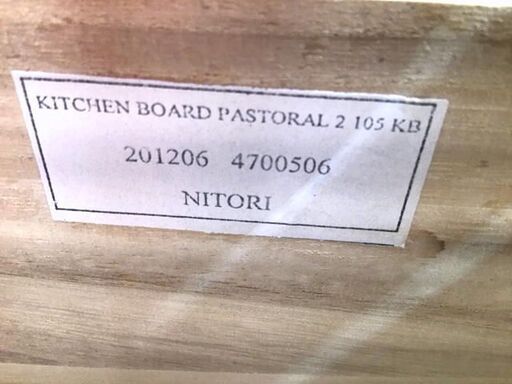 KITCHEN BOARD PASTORAL 2 105 KB
201206 4700506
NITORI